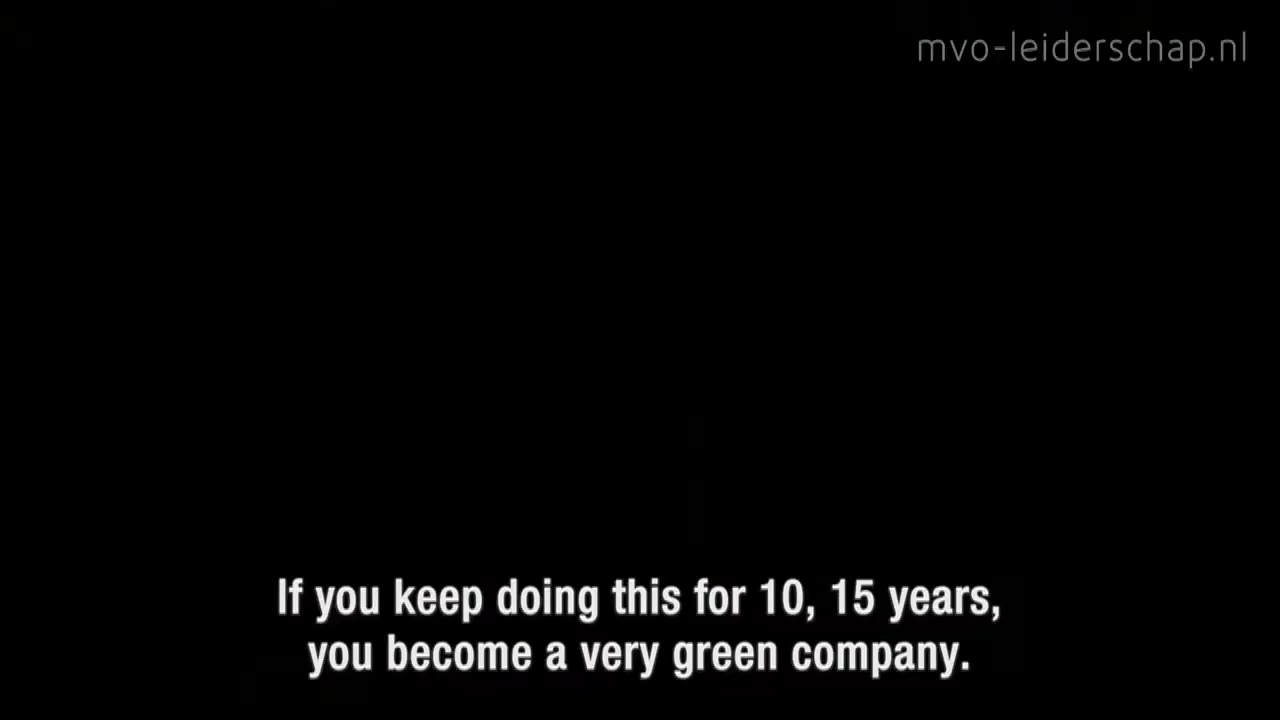 mvo-leiderschap.nl
If you keep doing this for 10, 15 years,
you become a very green company.